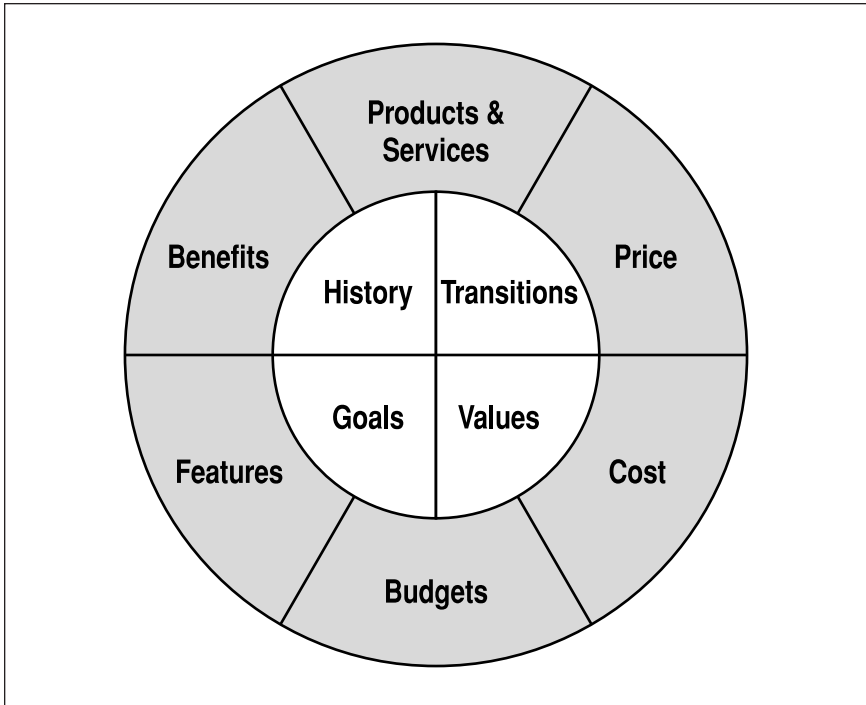 Products &
Services
Benefits
Price
History
Transitions
Goals
Values
Features
Cost
Budgets